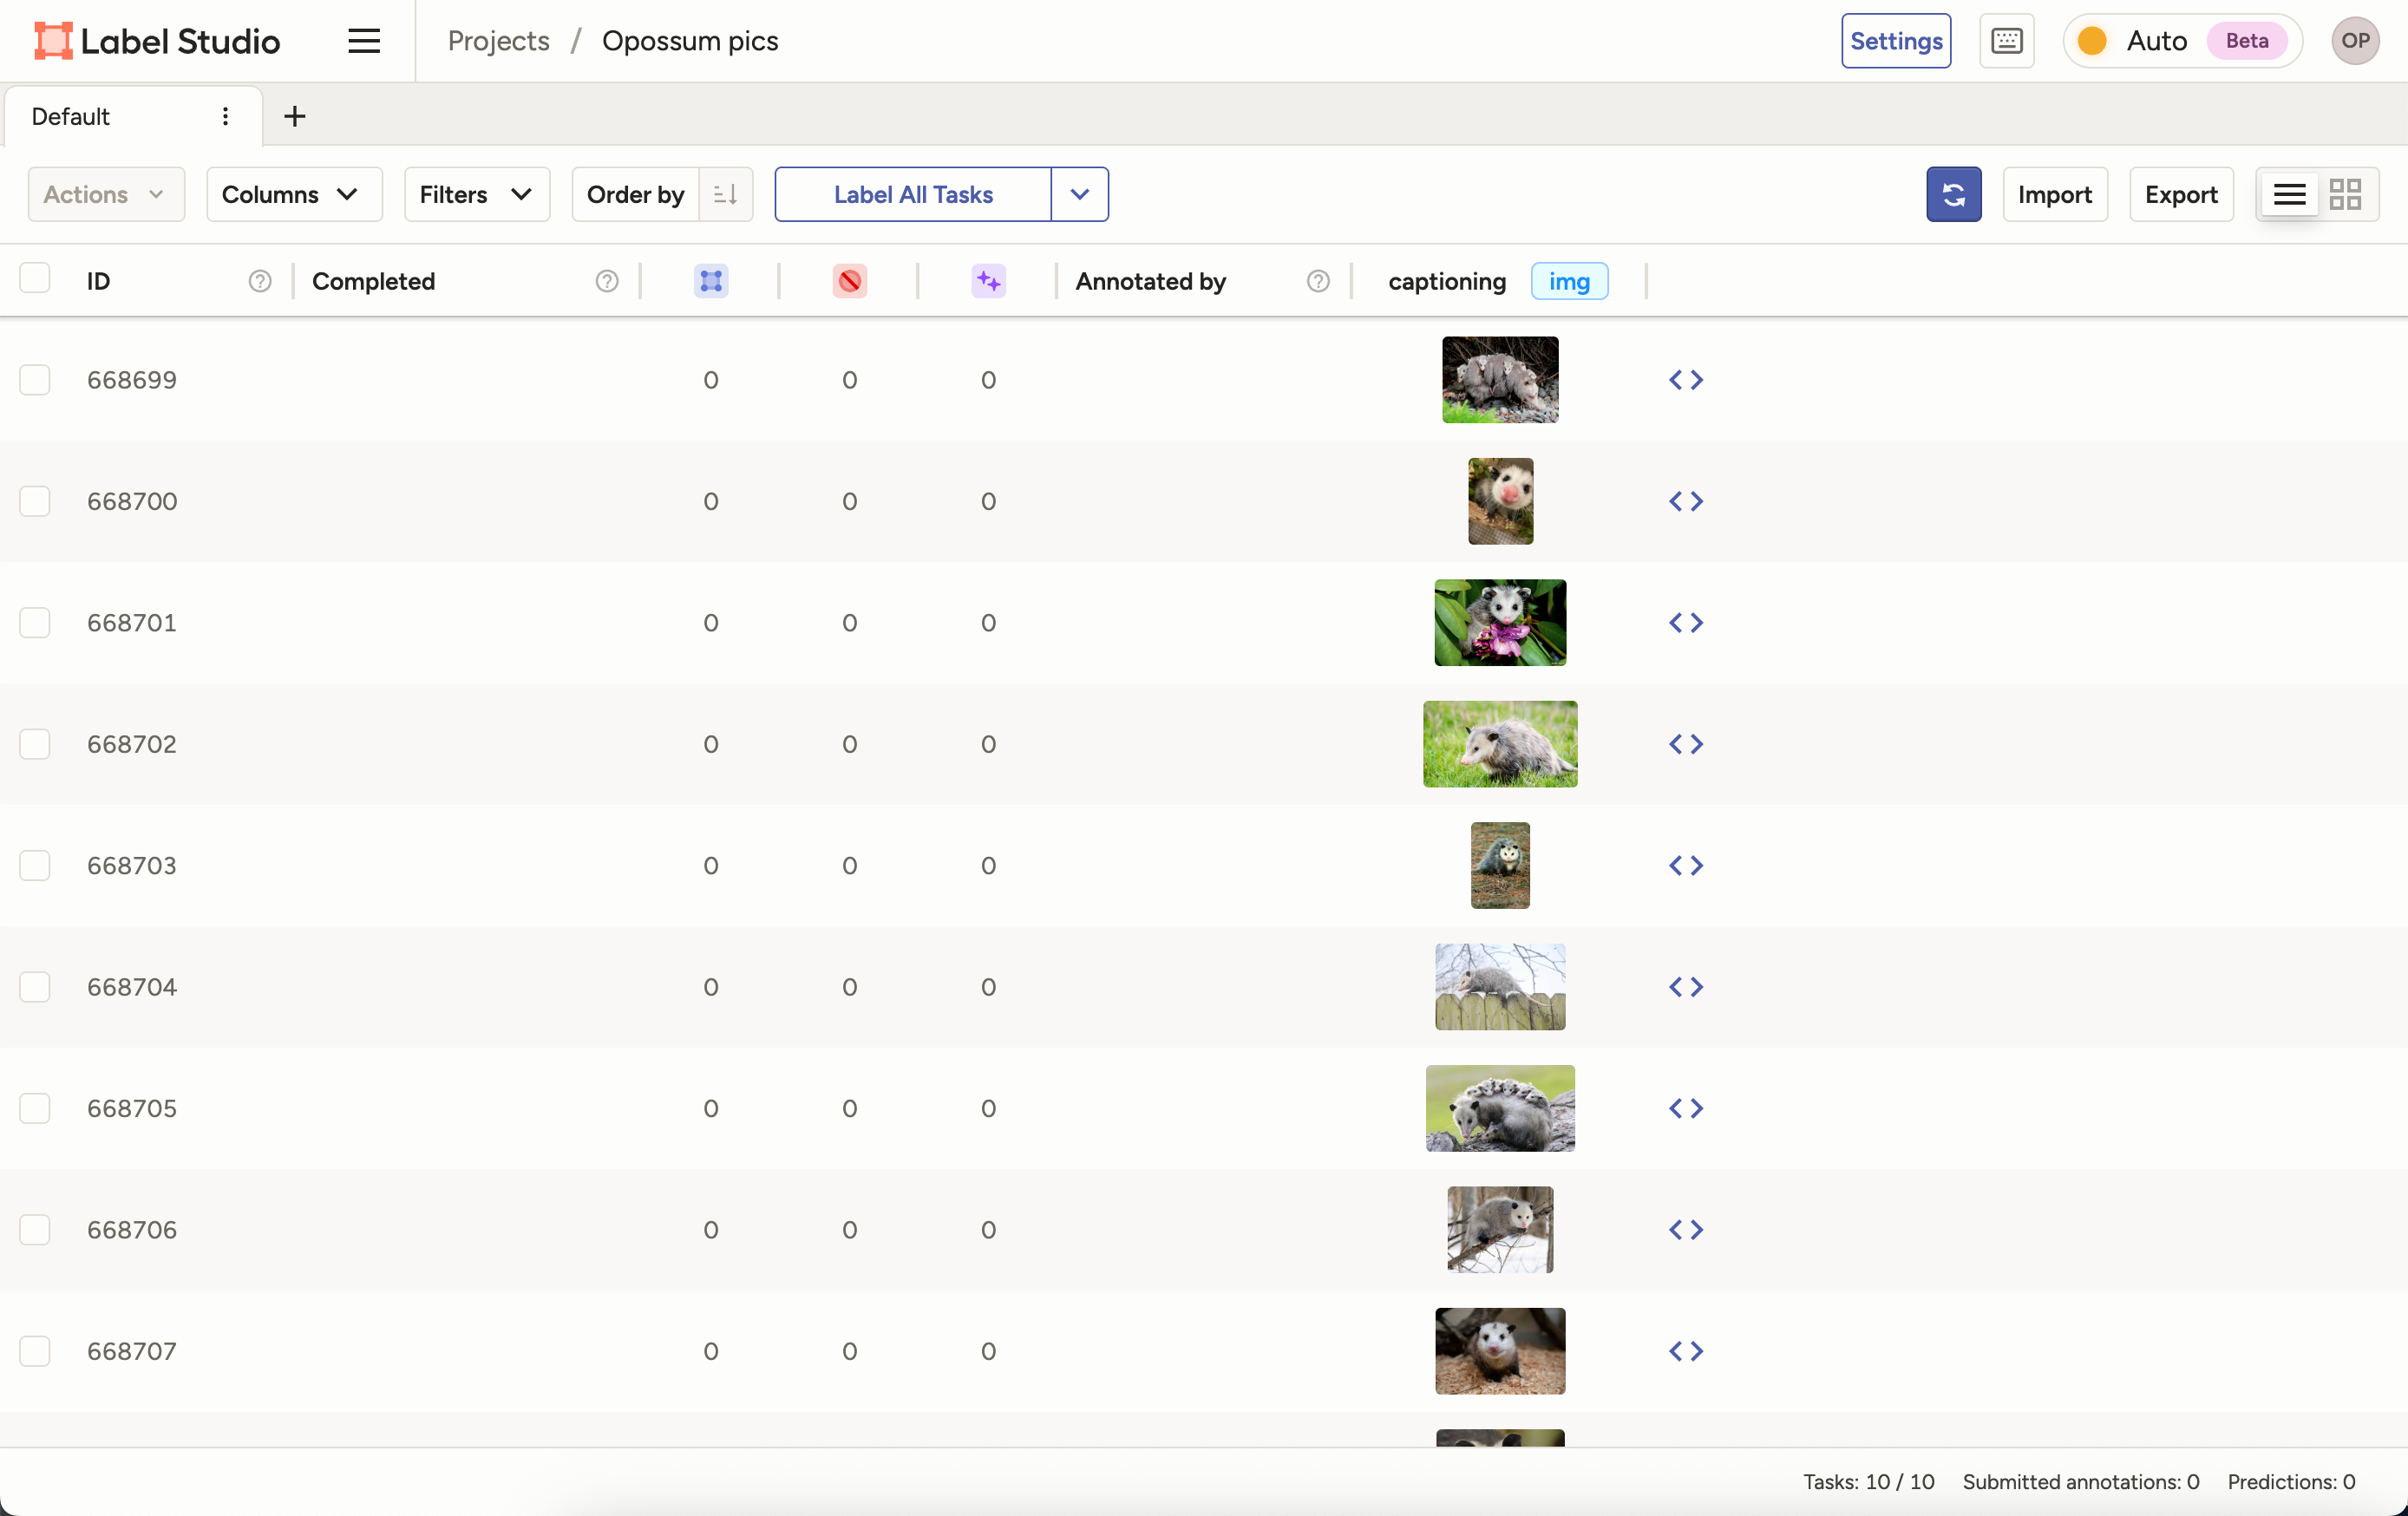 Label Studio
Projects / Opossum pics
Settings
Auto
Beta
OP
Default
Actions
Columns
Filters
Order by
Label All Tasks
Import
Export
ID
Completed
Annotated by
captioning
img
668699 0 0 0
668700 0 0 0
668701 0 0 0
668702 0 0 0
668703 0 0 0
668704 0 0 0
668705 0 0 0
668706 0 0 0
668707 0 0 0
Tasks: 10 / 10 Submitted annotations: 0 Predictions: 0